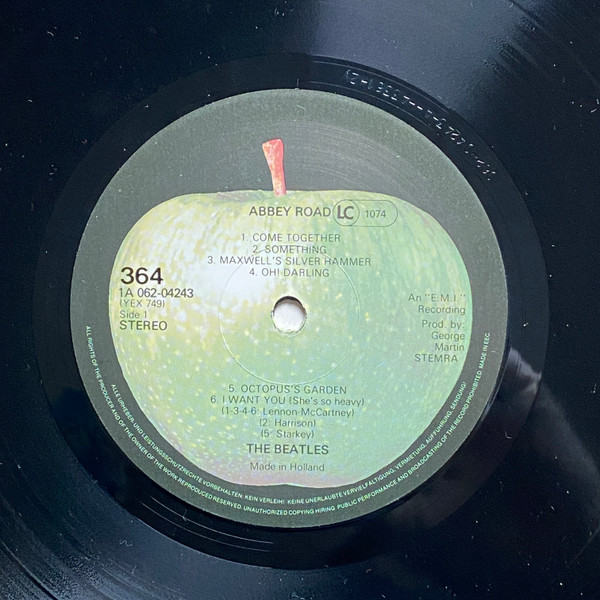 ABBEY ROAD LC 1074
1. COME TOGETHER
2. SOMETHING
3. MAXWELL'S SILVER HAMMER
4. OH! DARLING
364
1A 062-04243
(YEX 749)
Side 1
STEREO
An "E.M.I."
Recording
Prod. by:
George
Martin
STEMRA
5. OCTOPUS'S GARDEN
6. I WANT YOU (She's so heavy)
(1-3-4-6: Lennon-McCartney)
(2: Harrison)
(5: Starkey)
THE BEATLES
Made in Holland
ALLE URHEBER- UND LEISTUNGSSCHUTZRECHTE VORBEHALTEN. KEIN VERLEIH! KEINE UNERLAUBTE VERVIELFÄLTIGUNG, VERMIETUNG, AUFFÜHRUNG, SENDUNG!
ALL RIGHTS OF THE PRODUCER AND OF THE OWNER OF THE WORK REPRODUCED RESERVED. UNAUTHORIZED COPYING HIRING PUBLIC PERFORMANCE AND BROADCASTING OF THE RECORD PROHIBITED MADE IN EEC